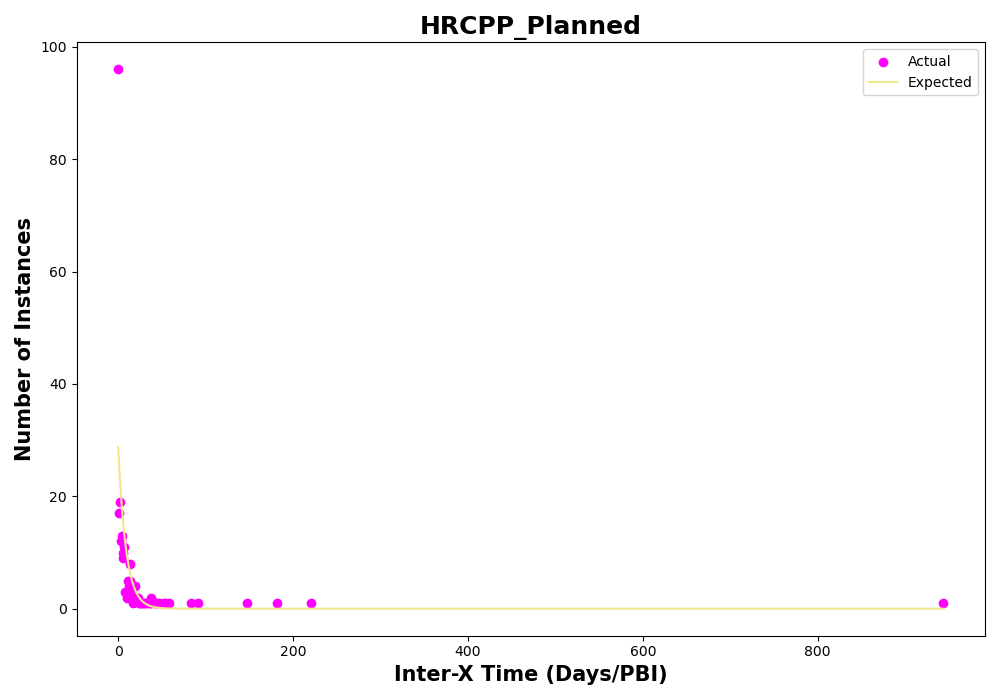 HRCPP_Planned
Actual
Expected
Number of Instances
100
80
60
40
20
0
0 200 400 600 800
Inter-X Time (Days/PBI)